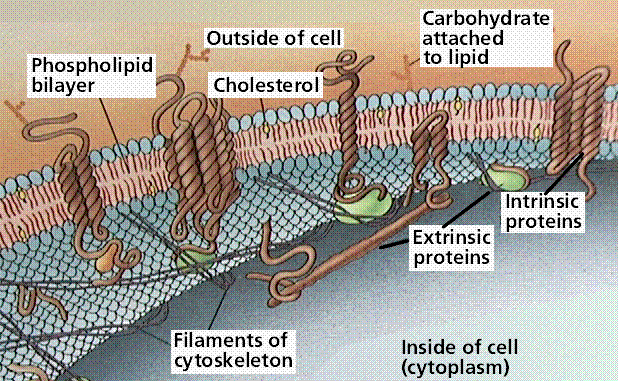 Outside of cell
Carbohydrate
attached
to lipid
Phospholipid
bilayer
Cholesterol
Intrinsic
proteins
Extrinsic
proteins
Filaments of
cytoskeleton
Inside of cell
(cytoplasm)